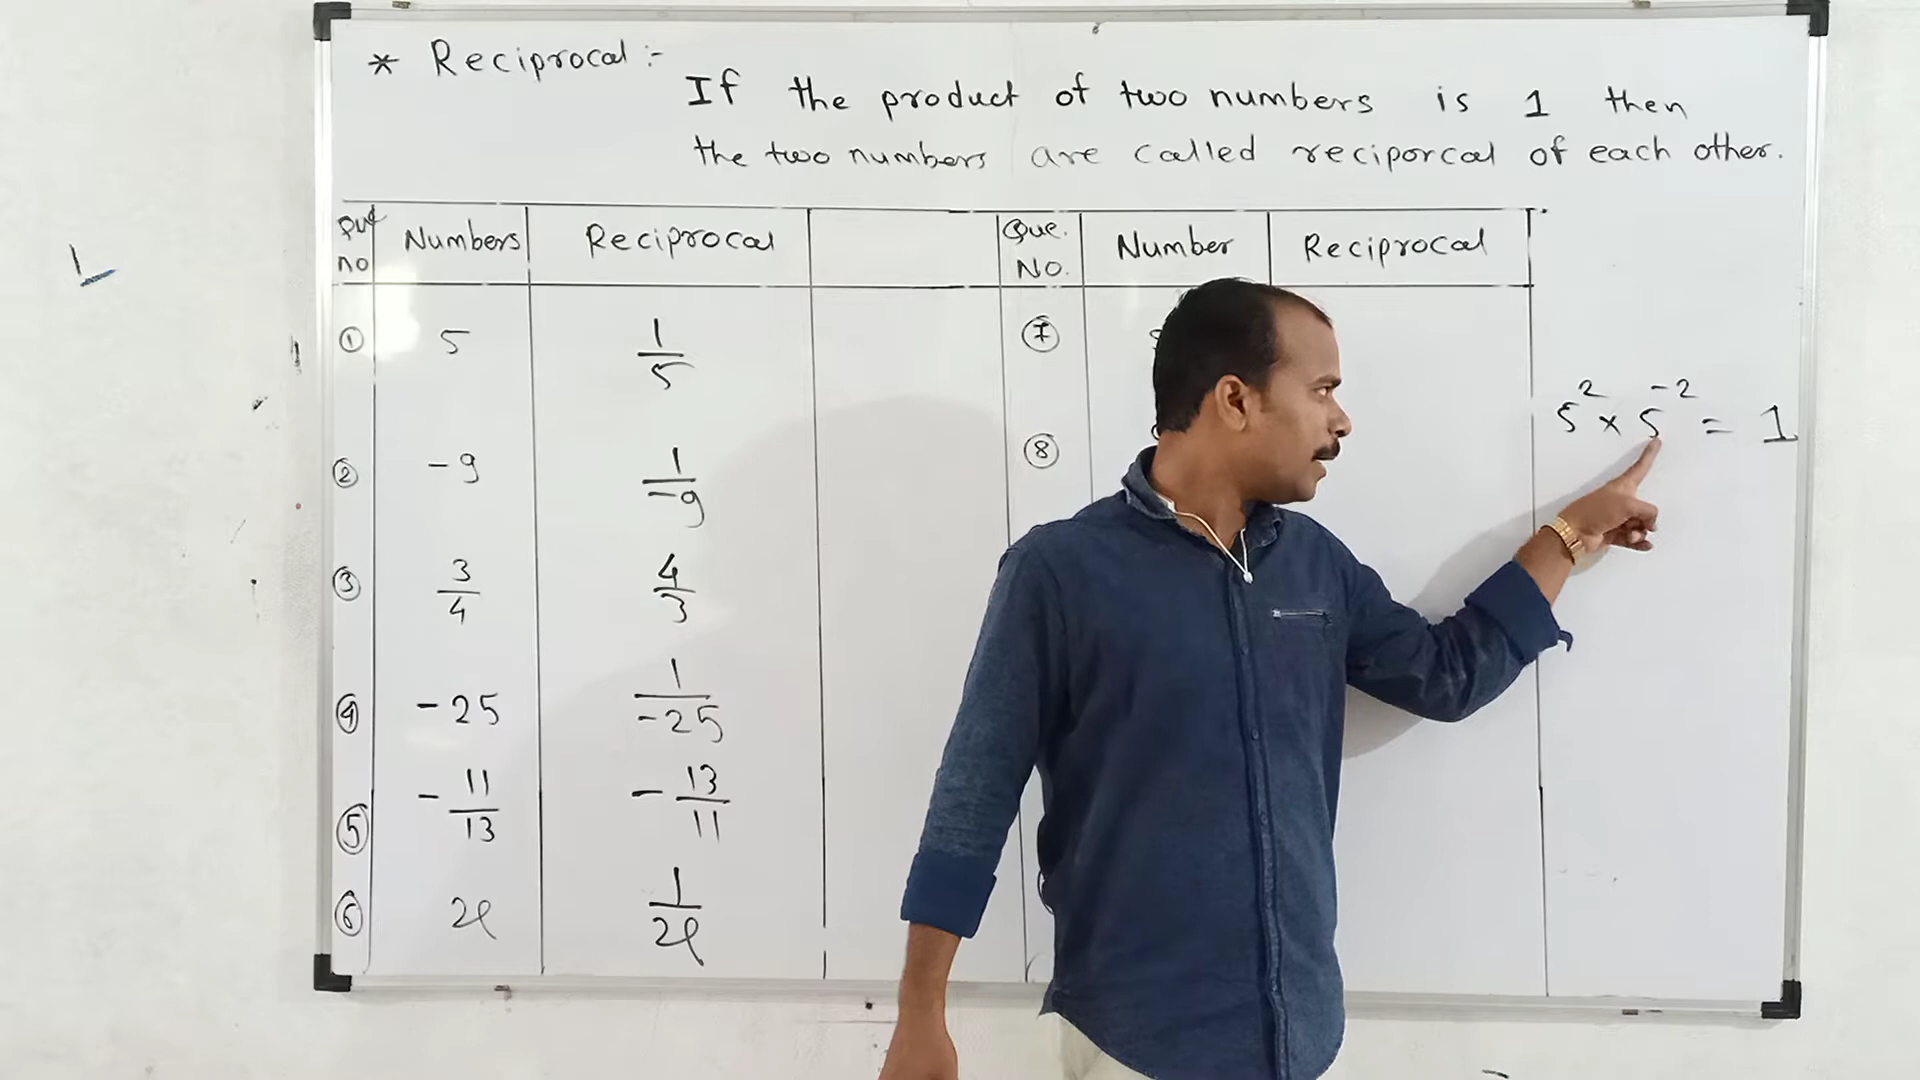 * Reciprocal :-
If the product of two numbers is 1 then
the two numbers are called reciporcal of each other.
Que no Numbers Reciprocal
① 5 1/5
② -9 1/-9
③ 3/4 4/3
④ -25 1/-25
⑤ -11/13 -13/11
⑥ x 1/x
Que. No. Number Reciprocal
⑦
⑧
5² × 5⁻² = 1